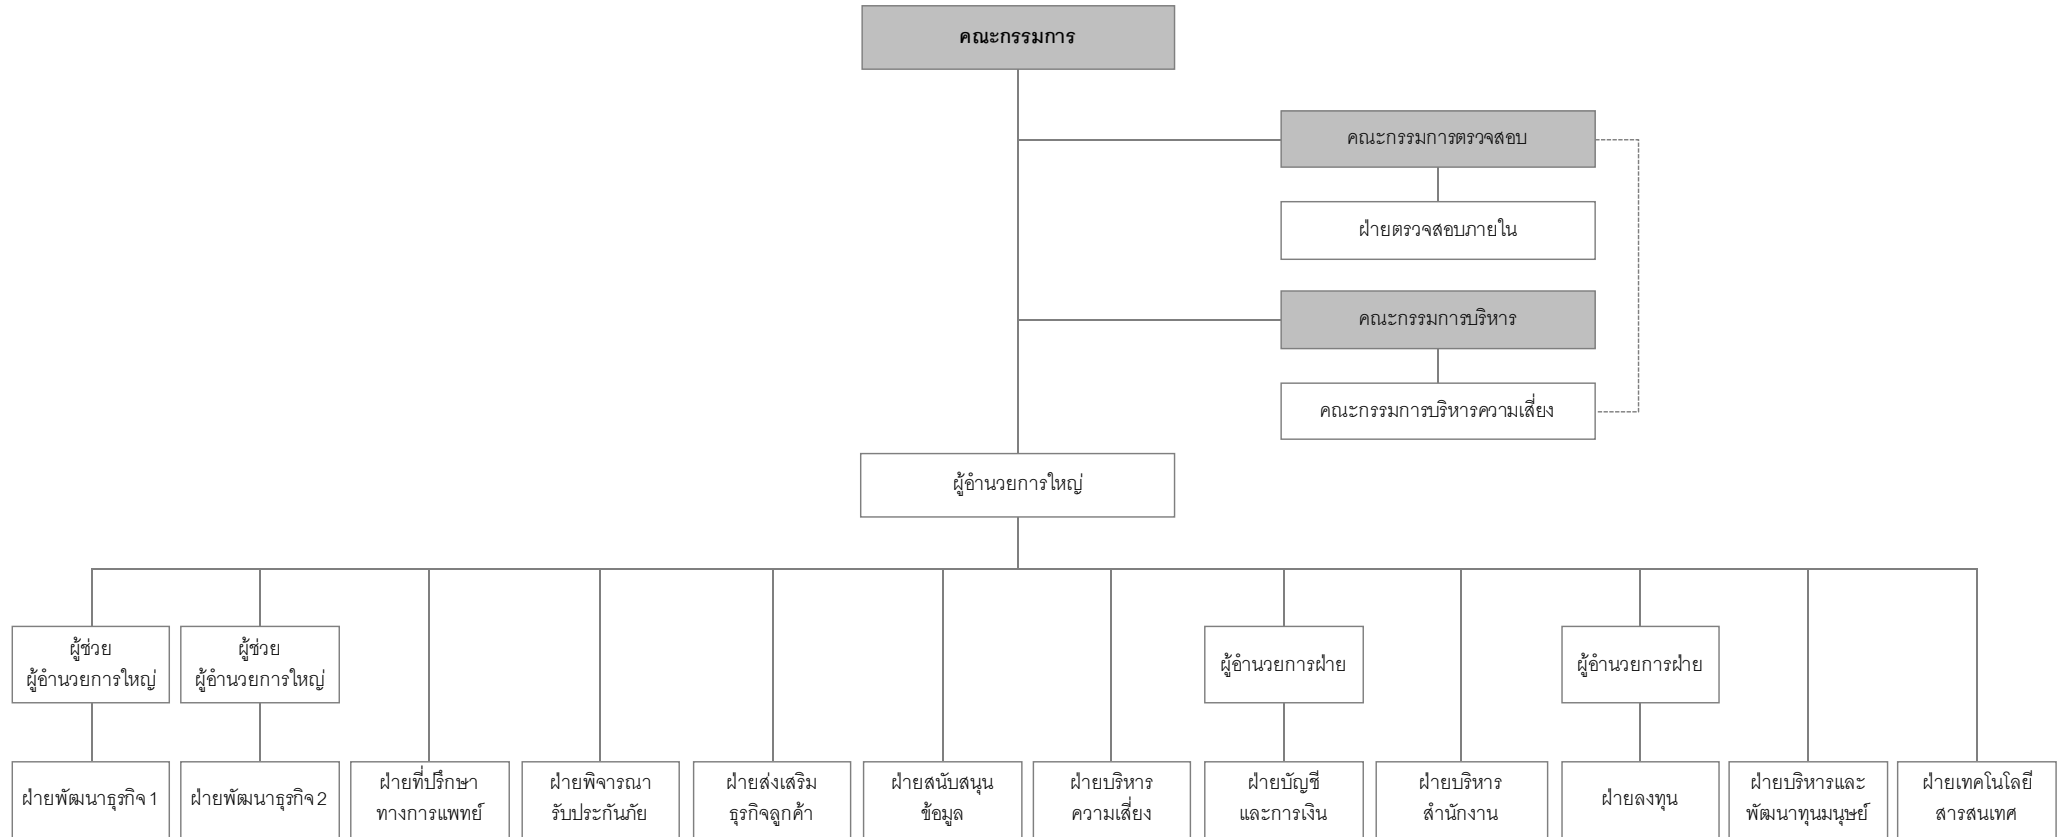 คณะกรรมการ
คณะกรรมการตรวจสอบ
ฝ่ายตรวจสอบภายใน
คณะกรรมการบริหาร
คณะกรรมการบริหารความเสี่ยง
ผู้อำนวยการใหญ่
ผู้ช่วย
ผู้อำนวยการใหญ่
ผู้ช่วย
ผู้อำนวยการใหญ่
ผู้อำนวยการฝ่าย
ผู้อำนวยการฝ่าย
ฝ่ายพัฒนาธุรกิจ 1
ฝ่ายพัฒนาธุรกิจ 2
ฝ่ายที่ปรึกษา
ทางการแพทย์
ฝ่ายพิจารณา
รับประกันภัย
ฝ่ายส่งเสริม
ธุรกิจลูกค้า
ฝ่ายสนับสนุน
ข้อมูล
ฝ่ายบริหาร
ความเสี่ยง
ฝ่ายบัญชี
และการเงิน
ฝ่ายบริหาร
สำนักงาน
ฝ่ายลงทุน
ฝ่ายบริหารและ
พัฒนาทุนมนุษย์
ฝ่ายเทคโนโลยี
สารสนเทศ